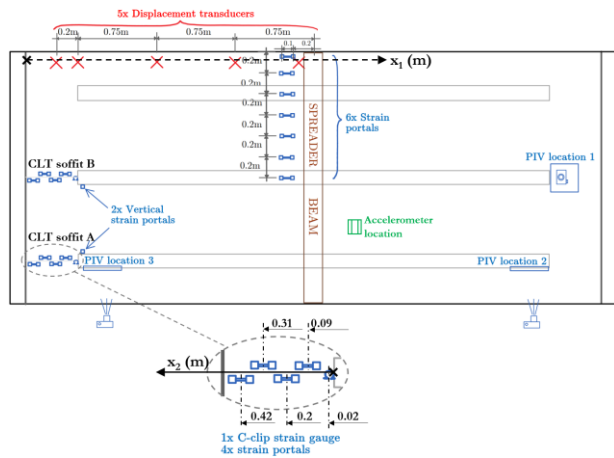 5x Displacement transducers
0.2m 0.75m 0.75m 0.75m
0.1 0.2
x1 (m)
0.2m
0.2m
0.2m
0.2m
0.2m
0.2m
SPREADER
BEAM
6x Strain
portals
CLT soffit B
PIV location 1
2x Vertical
strain portals
Accelerometer
location
CLT soffit A
PIV location 3
PIV location 2
0.31 0.09
x2 (m)
0.42 0.2 0.02
1x C-clip strain gauge
4x strain portals